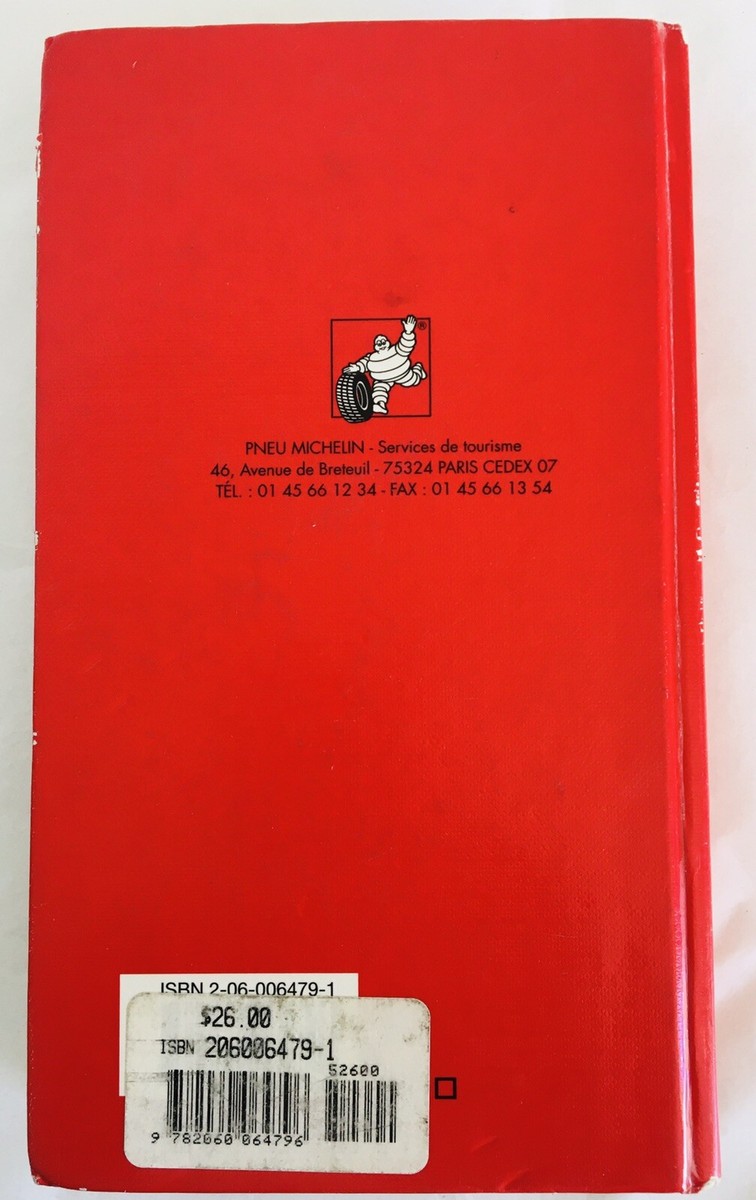 ®
PNEU MICHELIN - Services de tourisme
46, Avenue de Breteuil - 75324 PARIS CEDEX 07
TÉL. : 01 45 66 12 34 - FAX : 01 45 66 13 54
ISBN 2-06-006479-1
$26.00
ISBN 206006479-1
52600
9 782060 064796